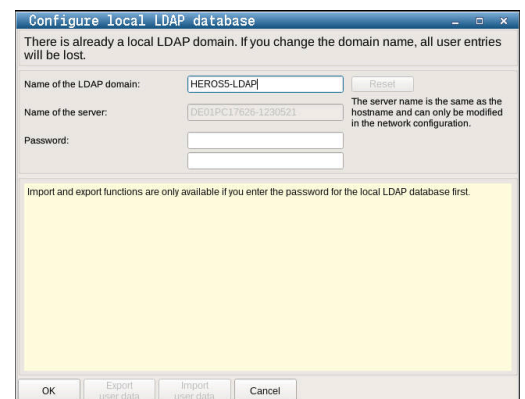 Configure local LDAP database
There is already a local LDAP domain. If you change the domain name, all user entries
will be lost.
Name of the LDAP domain:
HEROS5-LDAP
Reset
Name of the server:
DE01PC17626-1230521
The server name is the same as the
hostname and can only be modified
in the network configuration.
Password:
Import and export functions are only available if you enter the password for the local LDAP database first.
OK
Export
user data
Import
user data
Cancel